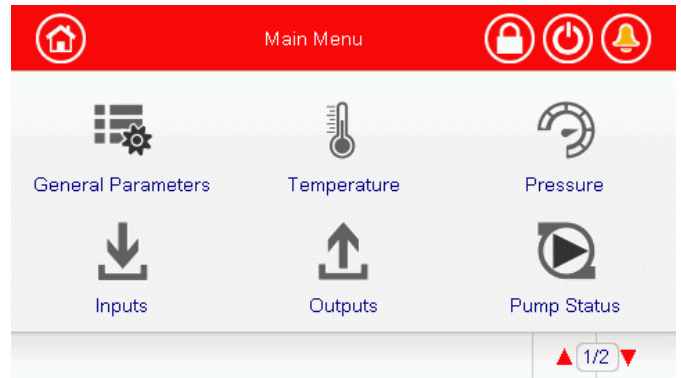 Main Menu
General Parameters
Temperature
Pressure
Inputs
Outputs
Pump Status
1/2